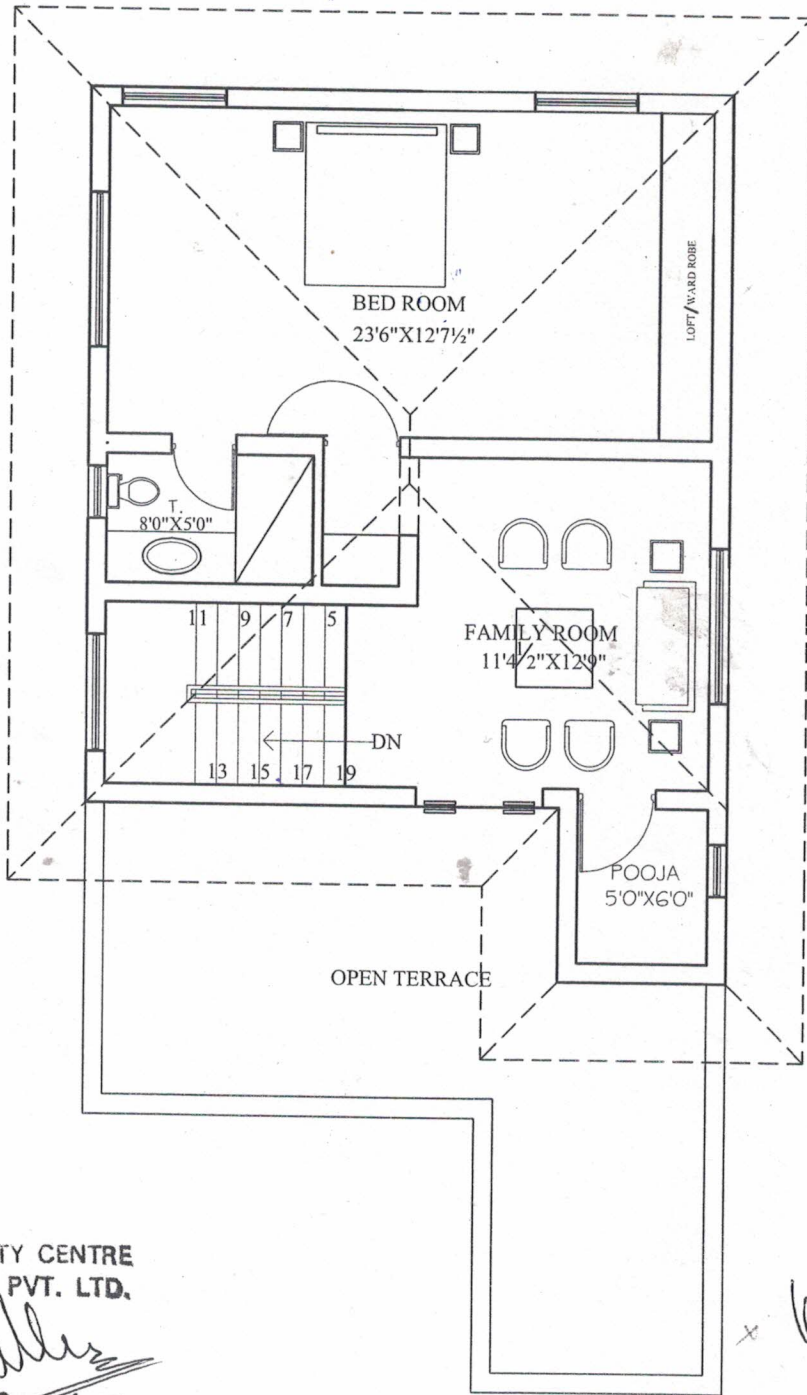 LOFT/WARD ROBE
BED ROOM
23'6"X12'7½"
T.
8'0"X5'0"
11 9 7 5
FAMILY ROOM
11'4 1/2"X12'9"
DN
13 15 17 19
POOJA
5'0"X6'0"
OPEN TERRACE
TY CENTRE
PVT. LTD.